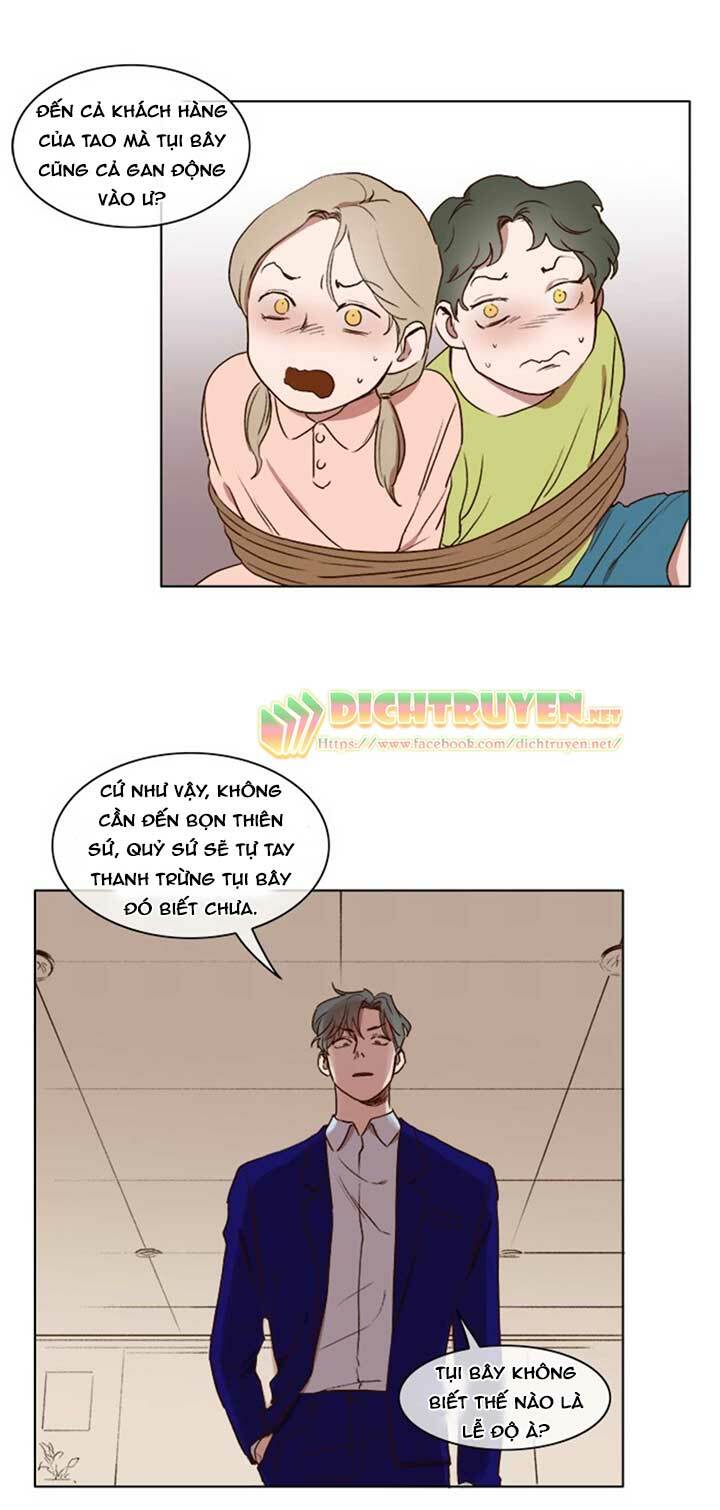 ĐẾN CẢ KHÁCH HÀNG
CỦA TAO MÀ TỤI BÂY
CŨNG CẢ GAN ĐỘNG
VÀO Ư?
DICHTRUYEN.NET
Https://www.facebook.com/dichtruyen.net/
CỨ NHƯ VẬY, KHÔNG
CẦN ĐẾN BỌN THIÊN
SỨ, QUỶ SỨ SẼ TỰ TAY
THANH TRỪNG TỤI BÂY
ĐÓ BIẾT CHƯA.
TỤI BÂY KHÔNG
BIẾT THẾ NÀO LÀ
LỄ ĐỘ À?